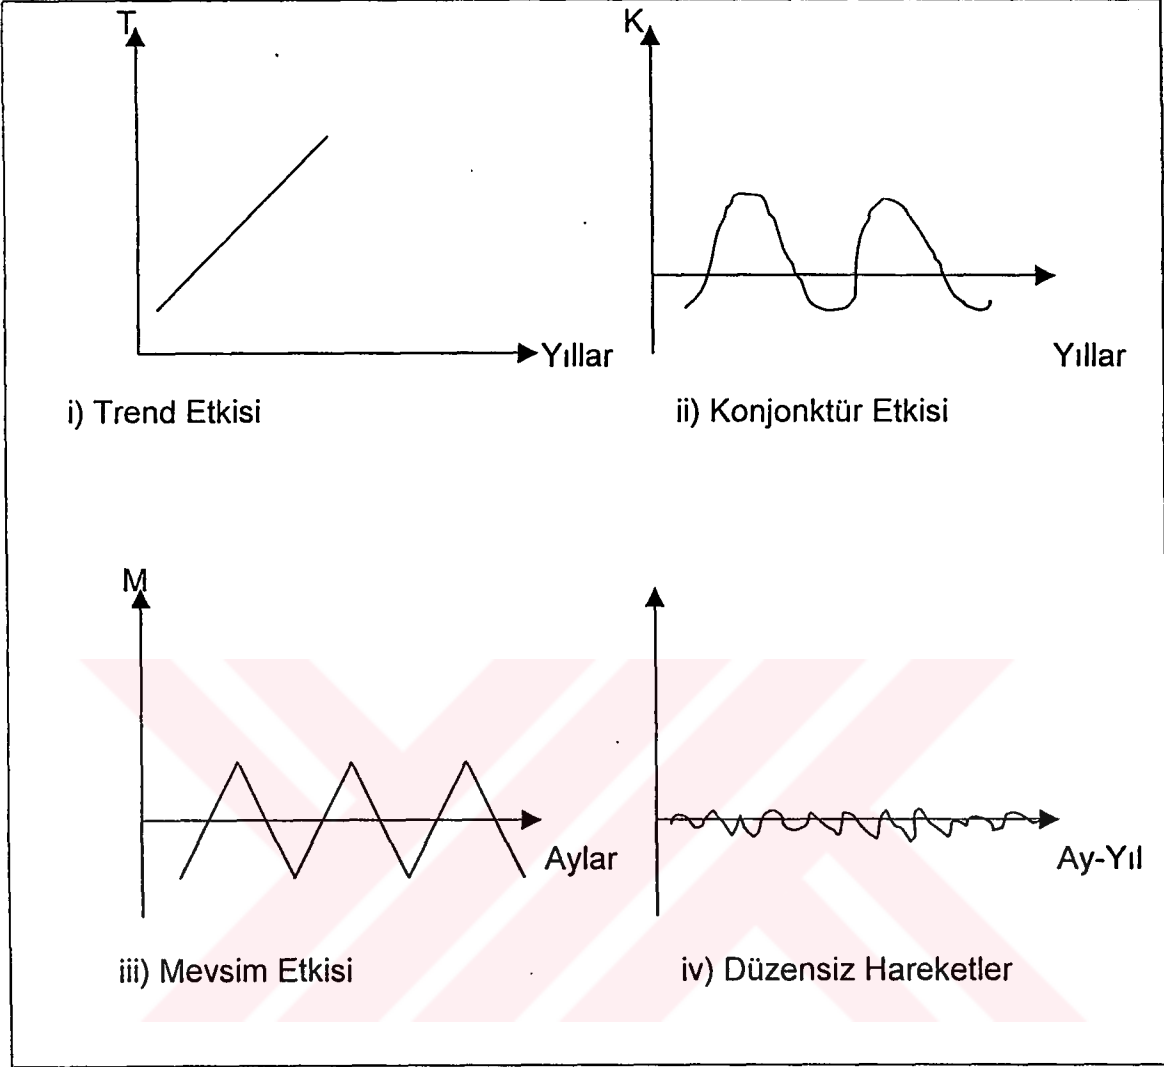 T
K
Yıllar
Yıllar
i) Trend Etkisi
ii) Konjonktür Etkisi
M
Aylar
Ay-Yıl
iii) Mevsim Etkisi
iv) Düzensiz Hareketler